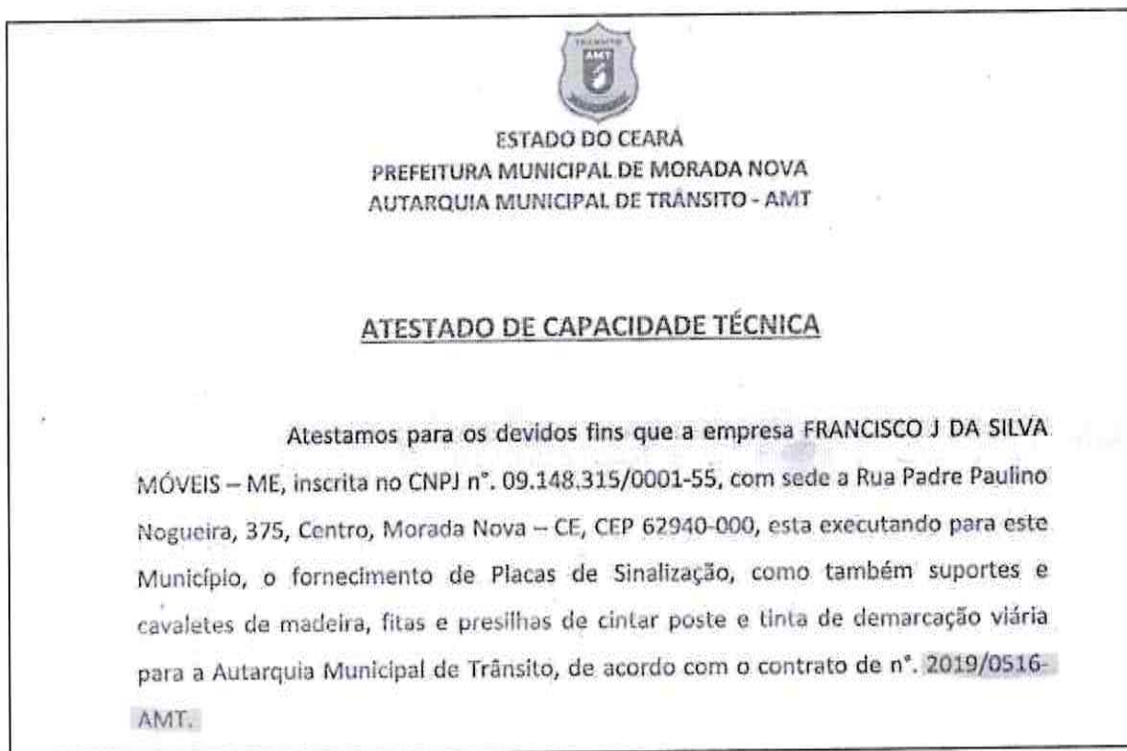 TRÂNSITO
AMT
ESTADO DO CEARÁ
PREFEITURA MUNICIPAL DE MORADA NOVA
AUTARQUIA MUNICIPAL DE TRÂNSITO - AMT
ATESTADO DE CAPACIDADE TÉCNICA
Atestamos para os devidos fins que a empresa FRANCISCO J DA SILVA
MÓVEIS – ME, inscrita no CNPJ n°. 09.148.315/0001-55, com sede a Rua Padre Paulino
Nogueira, 375, Centro, Morada Nova – CE, CEP 62940-000, esta executando para este
Município, o fornecimento de Placas de Sinalização, como também suportes e
cavaletes de madeira, fitas e presilhas de cintar poste e tinta de demarcação viária
para a Autarquia Municipal de Trânsito, de acordo com o contrato de n°. 2019/0516-
AMT.